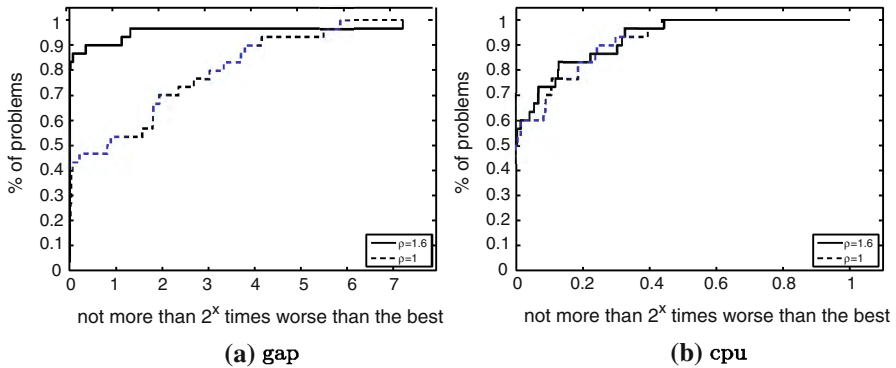 % of problems
1
0.9
0.8
0.7
0.6
0.5
0.4
0.3
0.2
0.1
0
ρ=1.6
ρ=1
0 1 2 3 4 5 6 7
not more than 2^x times worse than the best
(a) gap
% of problems
1
0.9
0.8
0.7
0.6
0.5
0.4
0.3
0.2
0.1
0
ρ=1.6
ρ=1
0 0.2 0.4 0.6 0.8 1
not more than 2^x times worse than the best
(b) cpu